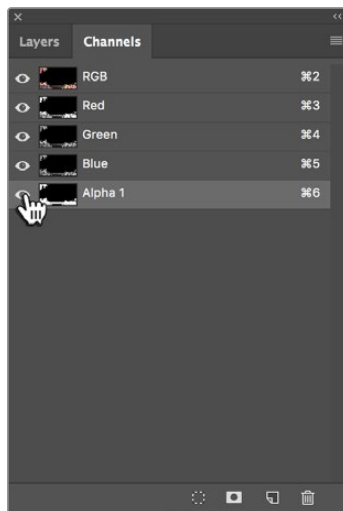 Layers Channels
RGB ⌘2
Red ⌘3
Green ⌘4
Blue ⌘5
Alpha 1 ⌘6